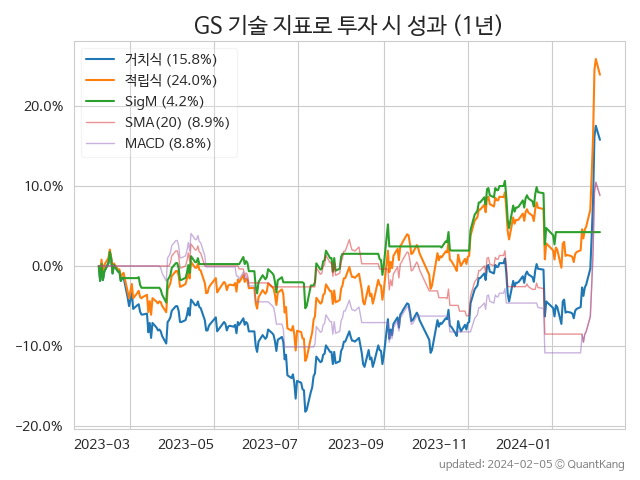 GS 기술 지표로 투자 시 성과 (1년)
거치식 (15.8%)
적립식 (24.0%)
SigM (4.2%)
SMA(20) (8.9%)
MACD (8.8%)
20.0%
10.0%
0.0%
−10.0%
−20.0%
2023−03 2023−05 2023−07 2023−09 2023−11 2024−01
updated: 2024-02-05 ⓒ QuantKang